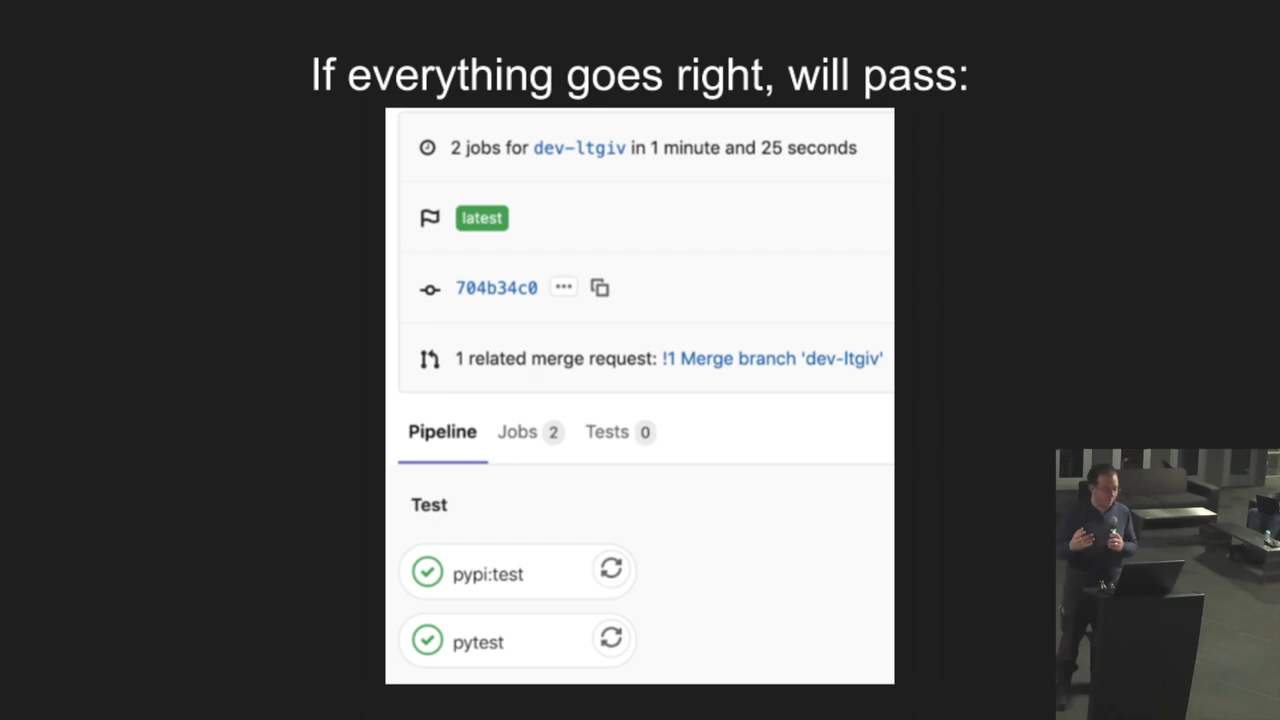 If everything goes right, will pass:
2 jobs for dev-ltgiv in 1 minute and 25 seconds
latest
704b34c0 ...
1 related merge request: !1 Merge branch 'dev-ltgiv'
Pipeline Jobs 2 Tests 0
Test
pypi:test
pytest